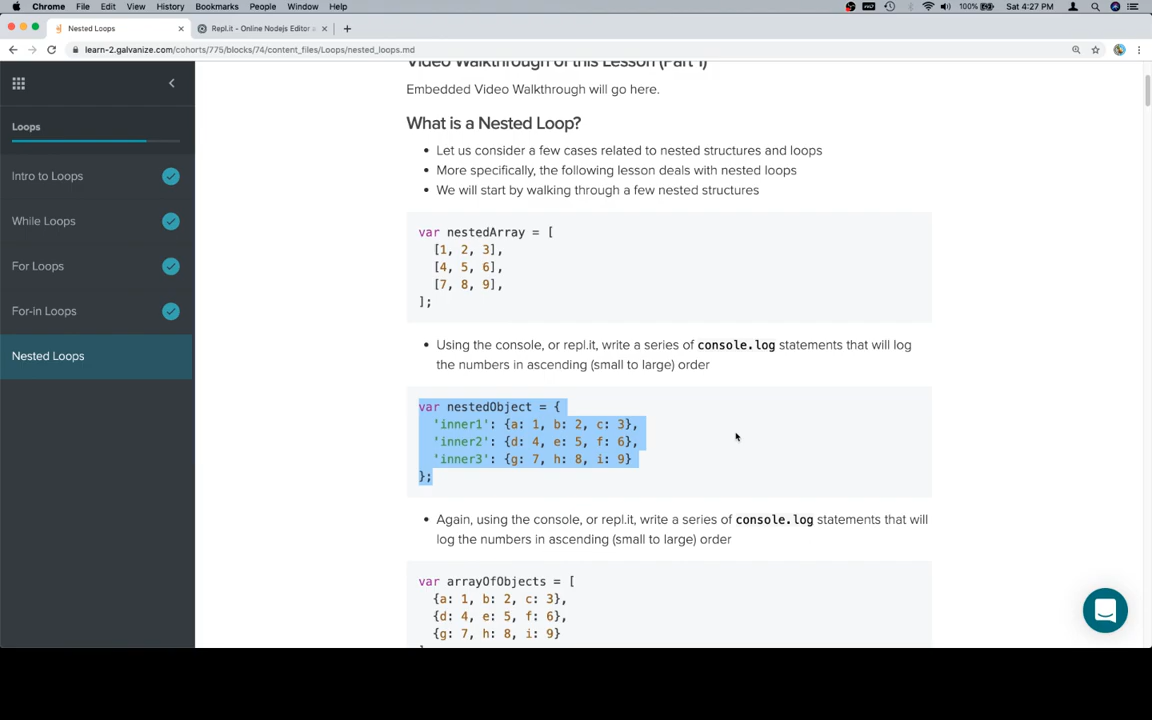 Chrome File Edit View History Bookmarks People Window Help 100% Sat 4:27 PM
Nested Loops
Repl.it - Online Nodejs Editor
learn-2.galvanize.com/cohorts/775/blocks/74/content_files/Loops/nested_loops.md
Loops
Intro to Loops
While Loops
For Loops
For-in Loops
Nested Loops
Video Walkthrough of this Lesson (Part 1)
Embedded Video Walkthrough will go here.
What is a Nested Loop?
• Let us consider a few cases related to nested structures and loops
• More specifically, the following lesson deals with nested loops
• We will start by walking through a few nested structures
var nestedArray = [
[1, 2, 3],
[4, 5, 6],
[7, 8, 9],
];
• Using the console, or repl.it, write a series of console.log statements that will log
the numbers in ascending (small to large) order
var nestedObject = {
'inner1': {a: 1, b: 2, c: 3},
'inner2': {d: 4, e: 5, f: 6},
'inner3': {g: 7, h: 8, i: 9}
};
• Again, using the console, or repl.it, write a series of console.log statements that will
log the numbers in ascending (small to large) order
var arrayOfObjects = [
{a: 1, b: 2, c: 3},
{d: 4, e: 5, f: 6},
{g: 7, h: 8, i: 9}